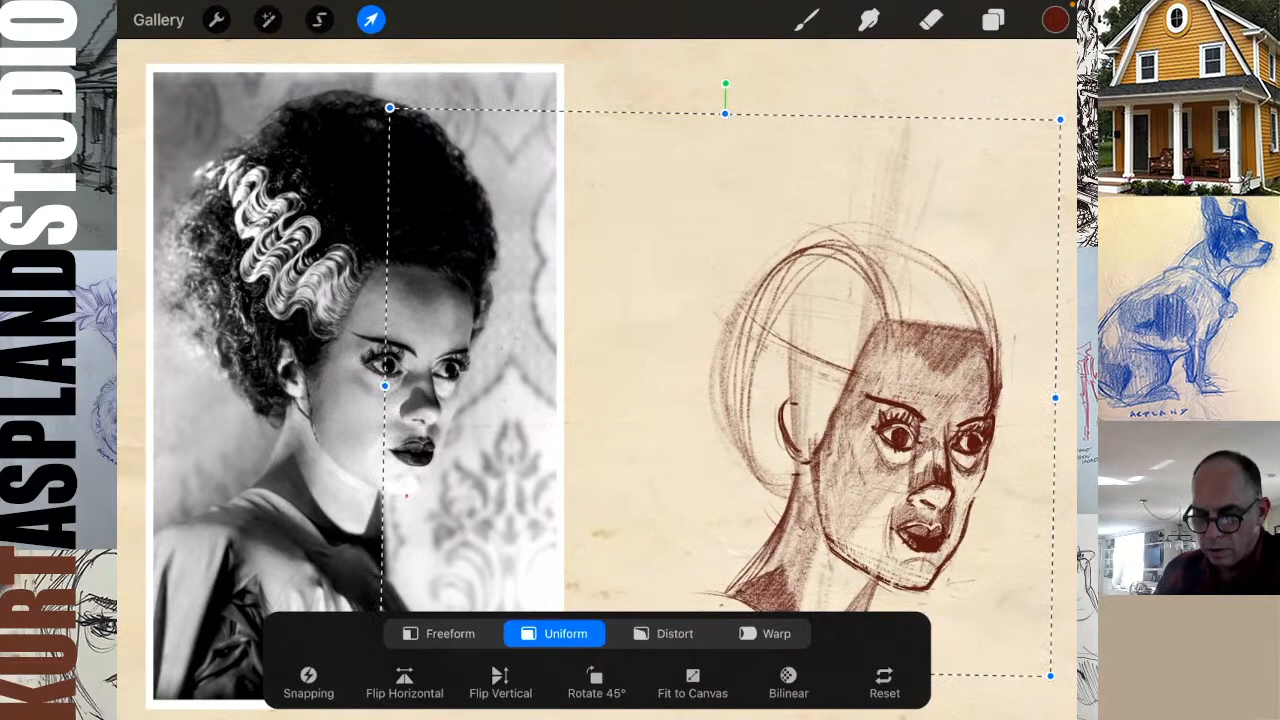 KURT ASPLAND STUDIO
Gallery
ASPLAND
Freeform
Uniform
Distort
Warp
Snapping
Flip Horizontal
Flip Vertical
Rotate 45°
Fit to Canvas
Bilinear
Reset